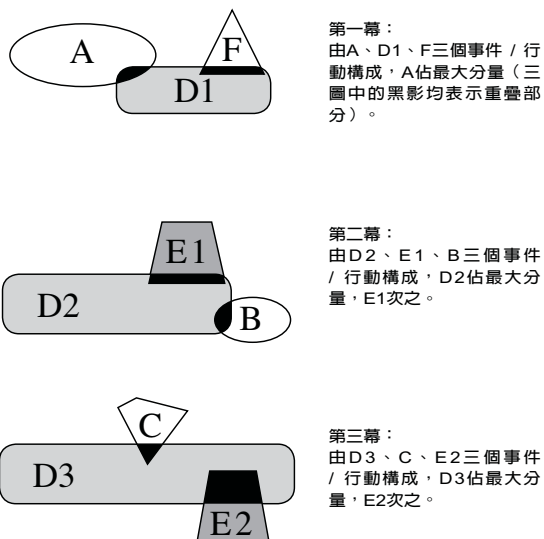 A
F
D1
第一幕：
由A、D1、F三個事件 / 行
動構成，A佔最大分量（三
圖中的黑影均表示重疊部
分）。
E1
D2
B
第二幕：
由D2、E1、B三個事件
/ 行動構成，D2佔最大分
量，E1次之。
C
D3
E2
第三幕：
由D3、C、E2三個事件
/ 行動構成，D3佔最大分
量，E2次之。